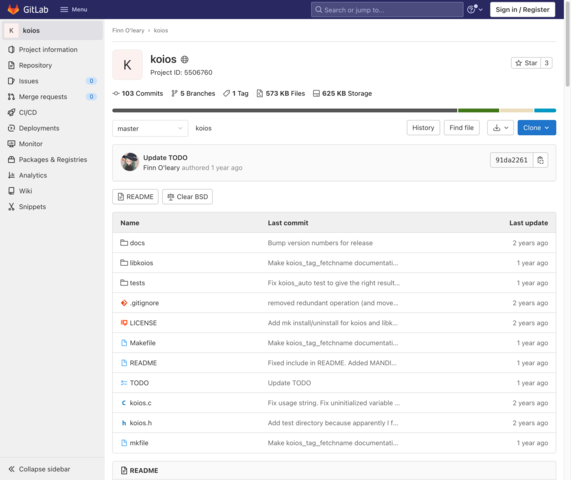 GitLab Menu Search or jump to... Sign in / Register
K koios
Project information
Repository
Issues 0
Merge requests 0
CI/CD
Deployments
Monitor
Packages & Registries
Analytics
Wiki
Snippets
Collapse sidebar
Finn O'leary › koios
K
koios
Project ID: 5506760
Star 3
103 Commits 5 Branches 1 Tag 573 KB Files 625 KB Storage
master koios History Find file Clone
Update TODO
Finn O'leary authored 1 year ago
91da2261
README Clear BSD
Name Last commit Last update
docs Bump version numbers for release 2 years ago
libkoios Make koios_tag_fetchname documentati... 1 year ago
tests Fix koios_auto test to give the right result... 1 year ago
.gitignore removed redundant operation (and move... 2 years ago
LICENSE Add mk install/uninstall for koios and libk... 2 years ago
Makefile Make koios_tag_fetchname documentati... 1 year ago
README Fixed include in README. Added MANDI... 1 year ago
TODO Update TODO 1 year ago
koios.c Fix usage string. Fix uninitialized variable ... 2 years ago
koios.h Add test directory because apparently I f... 2 years ago
mkfile Make koios_tag_fetchname documentati... 1 year ago
README